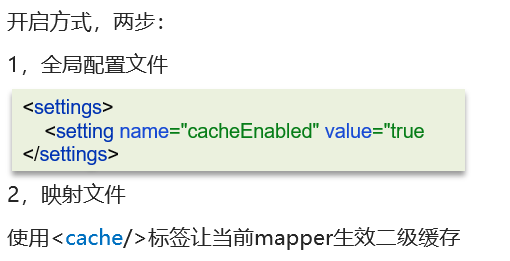 开启方式，两步：
1，全局配置文件
<settings>
<setting name="cacheEnabled" value="true
</settings>
2，映射文件
使用<cache/>标签让当前mapper生效二级缓存